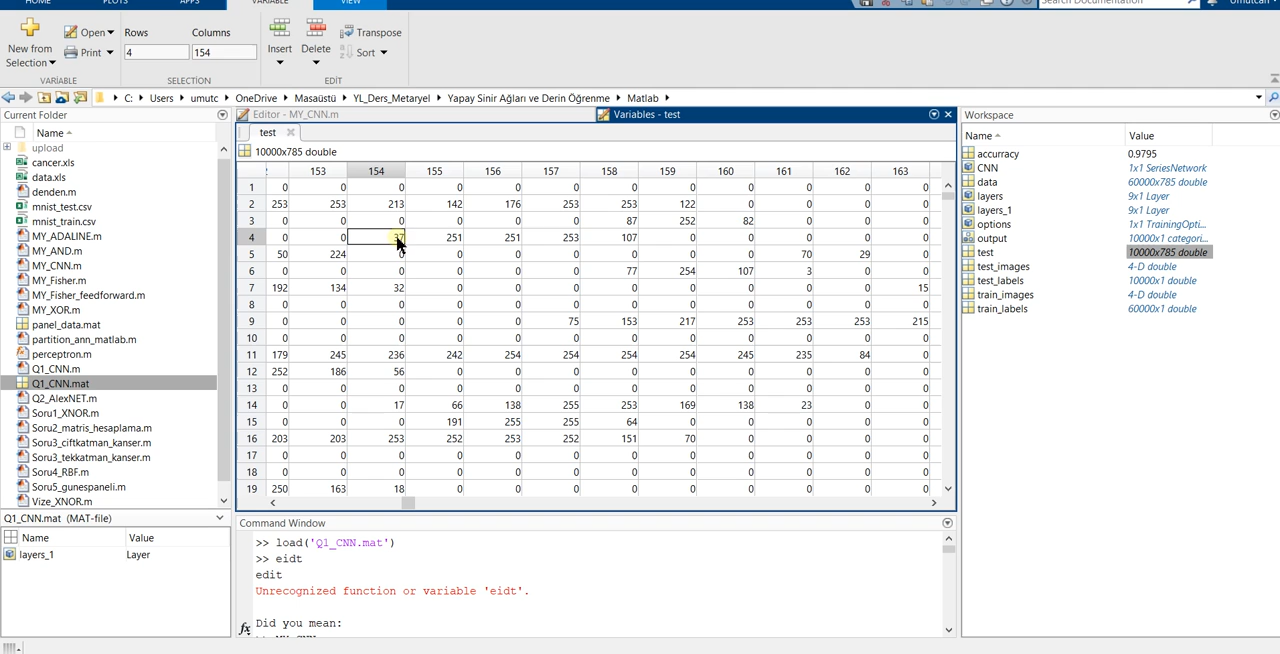 HOME PLOTS APPS VARIABLE VIEW Search Documentation
New from Selection
Open
Print
Rows Columns
4 154
Insert Delete
Transpose
Sort
VARIABLE SELECTION EDIT
C: Users umutc OneDrive Masaüstü YL_Ders_Metaryel Yapay Sinir Ağları ve Derin Öğrenme Matlab
Current Folder
Name
upload
cancer.xls
data.xls
denden.m
mnist_test.csv
mnist_train.csv
MY_ADALINE.m
MY_AND.m
MY_CNN.m
MY_Fisher.m
MY_Fisher_feedforward.m
MY_XOR.m
panel_data.mat
partition_ann_matlab.m
perceptron.m
Q1_CNN.m
Q1_CNN.mat
Q2_AlexNET.m
Soru1_XNOR.m
Soru2_matris_hesaplama.m
Soru3_ciftkatman_kanser.m
Soru3_tekkatman_kanser.m
Soru4_RBF.m
Soru5_gunespaneli.m
Vize_XNOR.m
Q1_CNN.mat (MAT-file)
Name Value
layers_1 Layer
Editor - MY_CNN.m Variables - test
test
10000x785 double
153 154 155 156 157 158 159 160 161 162 163
1 0 0 0 0 0 0 0 0 0 0 0 0
2 253 253 213 142 176 253 253 122 0 0 0 0
3 0 0 0 0 0 0 87 252 82 0 0 0
4 0 0 37 251 251 253 107 0 0 0 0 0
5 50 224 0 0 0 0 0 0 70 29 0
6 0 0 0 0 0 0 77 254 107 3 0 0
7 192 134 32 0 0 0 0 0 0 0 0 15
8 0 0 0 0 0 0 0 0 0 0 0 0
9 0 0 0 0 0 75 153 217 253 253 253 215
10 0 0 0 0 0 0 0 0 0 0 0 0
11 179 245 236 242 254 254 254 254 245 235 84 0
12 252 186 56 0 0 0 0 0 0 0 0 0
13 0 0 0 0 0 0 0 0 0 0 0 0
14 0 0 17 66 138 255 253 169 138 23 0 0
15 0 0 0 191 255 255 64 0 0 0 0 0
16 203 203 253 252 253 252 151 70 0 0 0 0
17 0 0 0 0 0 0 0 0 0 0 0 0
18 0 0 0 0 0 0 0 0 0 0 0 0
19 250 163 18 0 0 0 0 0 0 0 0 0
Command Window
>> load('Q1_CNN.mat')
>> eidt
edit
Unrecognized function or variable 'eidt'.
Did you mean:
>> MY_CNN
fx
Workspace
Name Value
accurracy 0.9795
CNN 1x1 SeriesNetwork
data 60000x785 double
layers 9x1 Layer
layers_1 9x1 Layer
options 1x1 TrainingOpti...
output 10000x1 categori...
test 10000x785 double
test_images 4-D double
test_labels 10000x1 double
train_images 4-D double
train_labels 60000x1 double